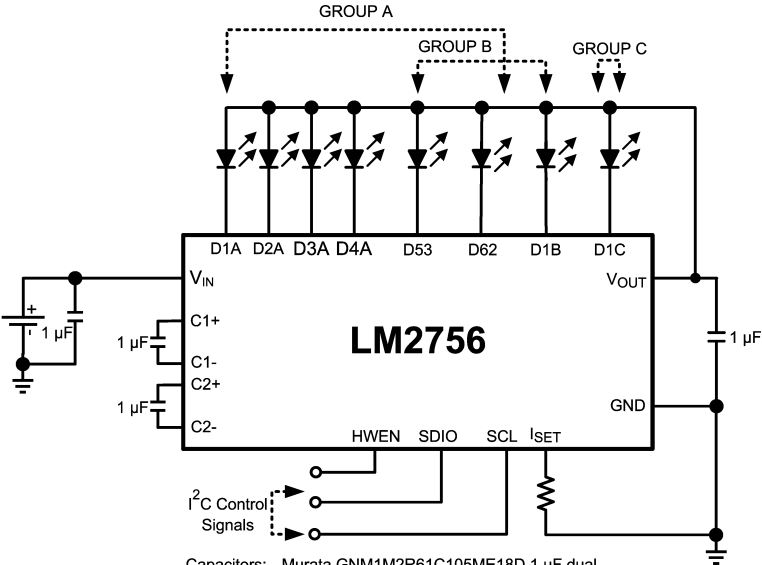 GROUP A
GROUP B
GROUP C
D1A D2A D3A D4A D53 D62 D1B D1C
VIN
VOUT
+
-
1 µF
C1+
1 µF
C1-
LM2756
1 µF
C2+
1 µF
C2-
GND
HWEN SDIO SCL ISET
I2C Control
Signals
Capacitors: Murata GNM1M2R61C105ME18D 1 µF dual